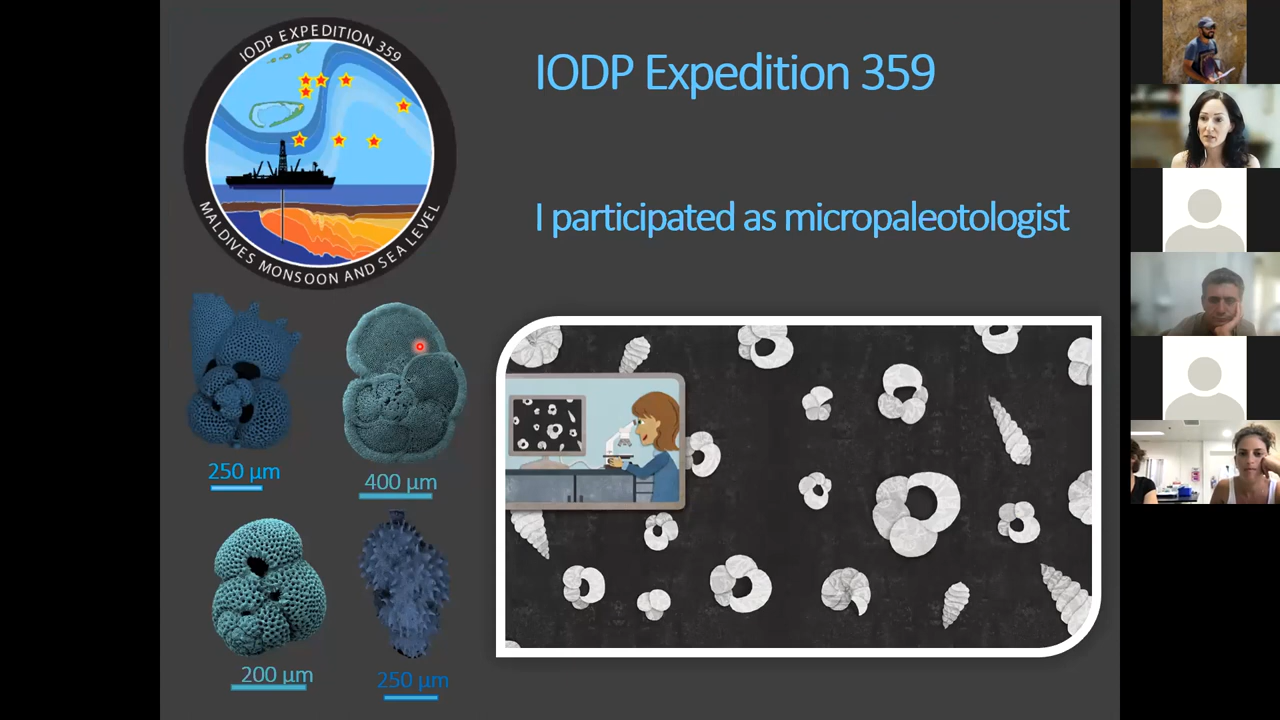 IODP EXPEDITION 359
MALDIVES MONSOON AND SEA LEVEL
IODP Expedition 359
I participated as micropaleotologist
250 µm
400 µm
200 µm
250 µm